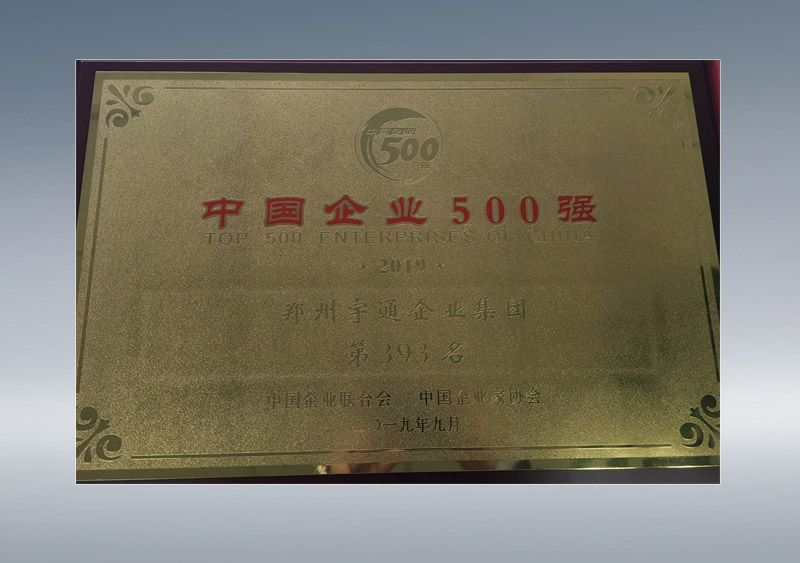 500
中国企业500强
TOP 500 ENTERPRISES OF CHINA
· 2019 ·
郑州宇通企业集团
第393名
中国企业联合会 中国企业家协会
二〇一九年九月